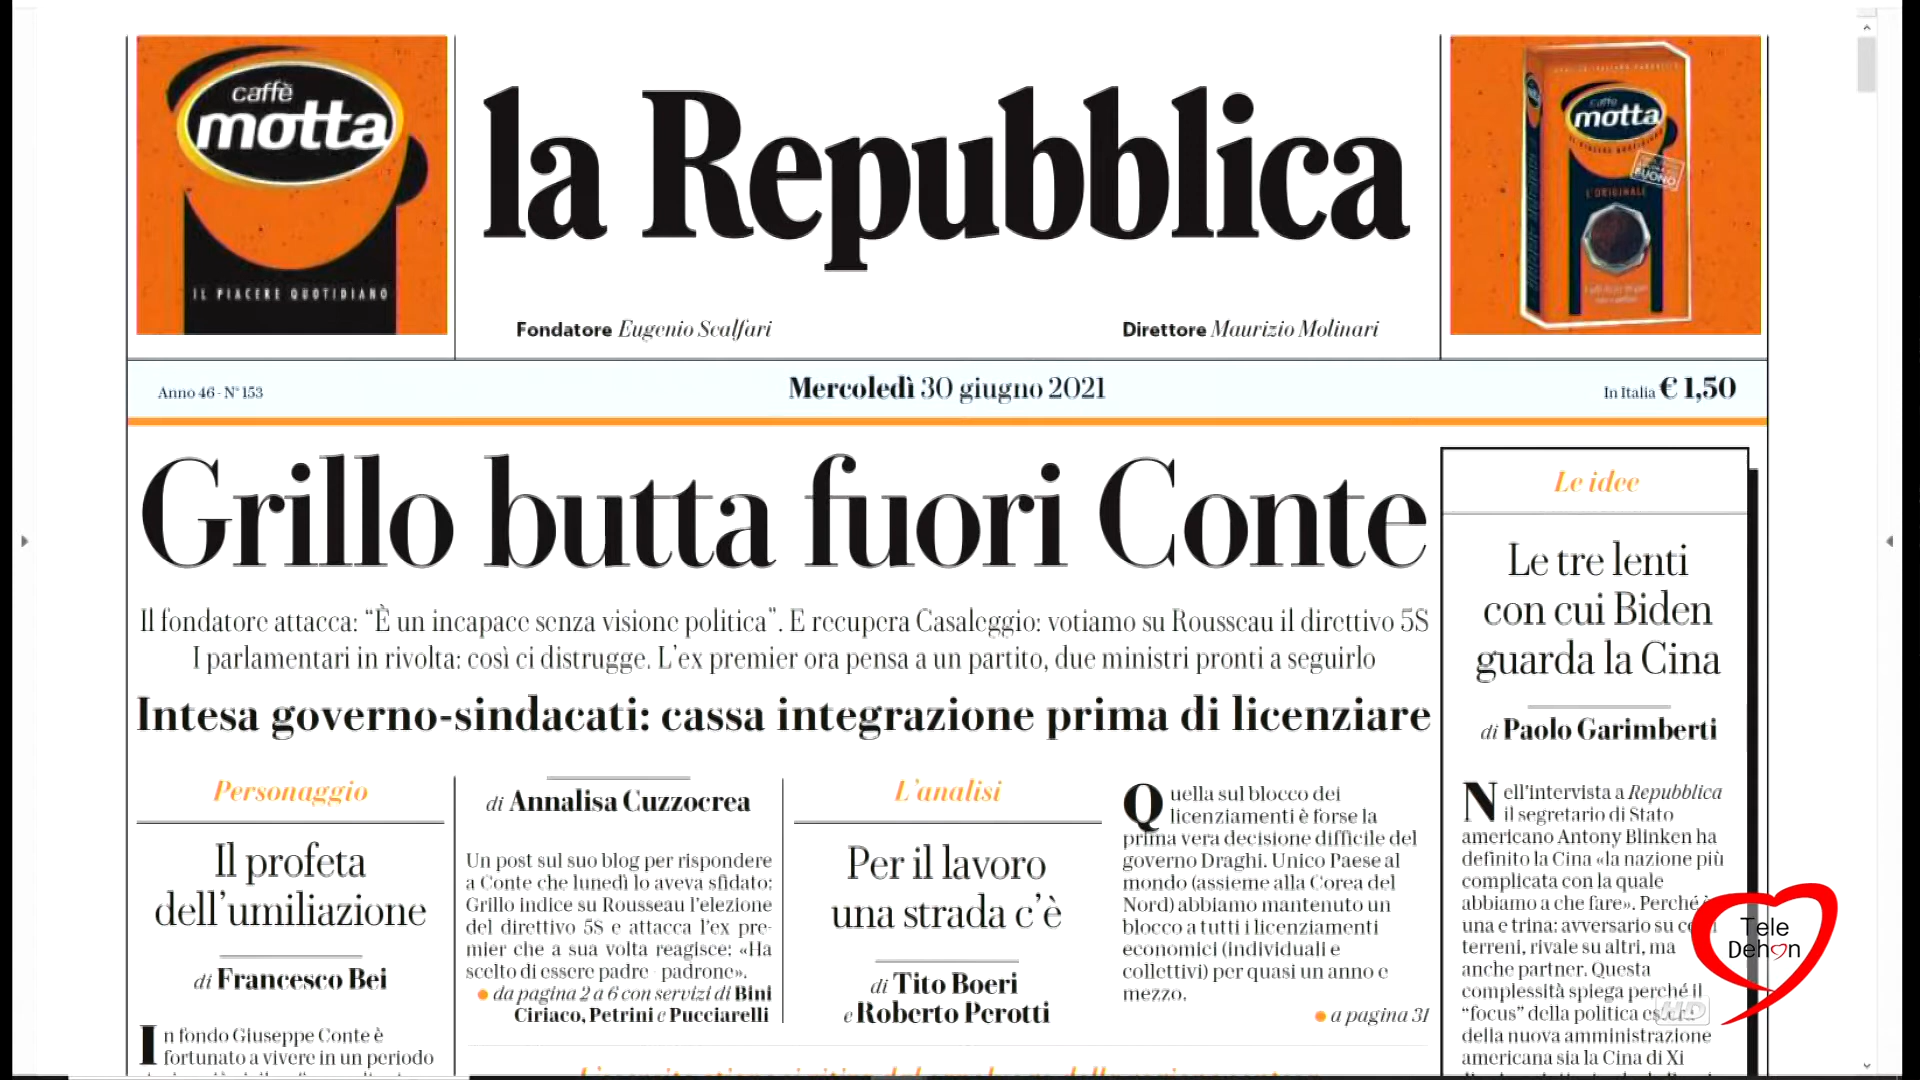 caffè
motta
IL PIACERE QUOTIDIANO
la Repubblica
Fondatore Eugenio Scalfari
Direttore Maurizio Molinari
caffè
motta
IL PIACERE QUOTIDIANO
BUONO
L'ORIGINALE
Anno 46 - N° 153
Mercoledì 30 giugno 2021
In Italia € 1,50
Grillo butta fuori Conte
Il fondatore attacca: “È un incapace senza visione politica”. E recupera Casaleggio: votiamo su Rousseau il direttivo 5S
I parlamentari in rivolta: così ci distrugge. L’ex premier ora pensa a un partito, due ministri pronti a seguirlo
Intesa governo-sindacati: cassa integrazione prima di licenziare
Personaggio
Il profeta
dell’umiliazione
di Francesco Bei
In fondo Giuseppe Conte è
fortunato a vivere in un periodo
di Annalisa Cuzzocrea
Un post sul suo blog per rispondere
a Conte che lunedì lo aveva sfidato:
Grillo indice su Rousseau l’elezione
del direttivo 5S e attacca l’ex pre-
mier che a sua volta reagisce: «Ha
scelto di essere padre padrone».
da pagina 2 a 6 con servizi di Bini
Ciriaco, Petrini e Pucciarelli
L’analisi
Per il lavoro
una strada c’è
di Tito Boeri
e Roberto Perotti
Quella sul blocco dei
licenziamenti è forse la
prima vera decisione difficile del
governo Draghi. Unico Paese al
mondo (assieme alla Corea del
Nord) abbiamo mantenuto un
blocco a tutti i licenziamenti
economici (individuali e
collettivi) per quasi un anno e
mezzo.
a pagina 31
Le idee
Le tre lenti
con cui Biden
guarda la Cina
di Paolo Garimberti
Nell’intervista a Repubblica
il segretario di Stato
americano Antony Blinken ha
definito la Cina «la nazione più
complicata con la quale
abbiamo a che fare». Perché è
una e trina: avversario su
terreni, rivale su altri, ma
anche partner. Questa
complessità spiega perché il
“focus” della politica
della nuova amministrazione
americana sia la Cina di Xi
Tele
Dehon
HD